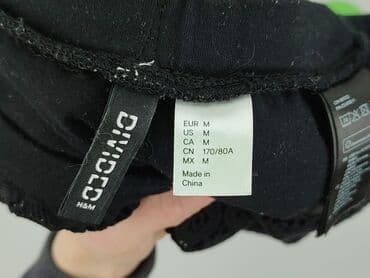 DIVIDED
H&M
EUR M
US M
CA M
CN 170/80A
MX M
Made in
China